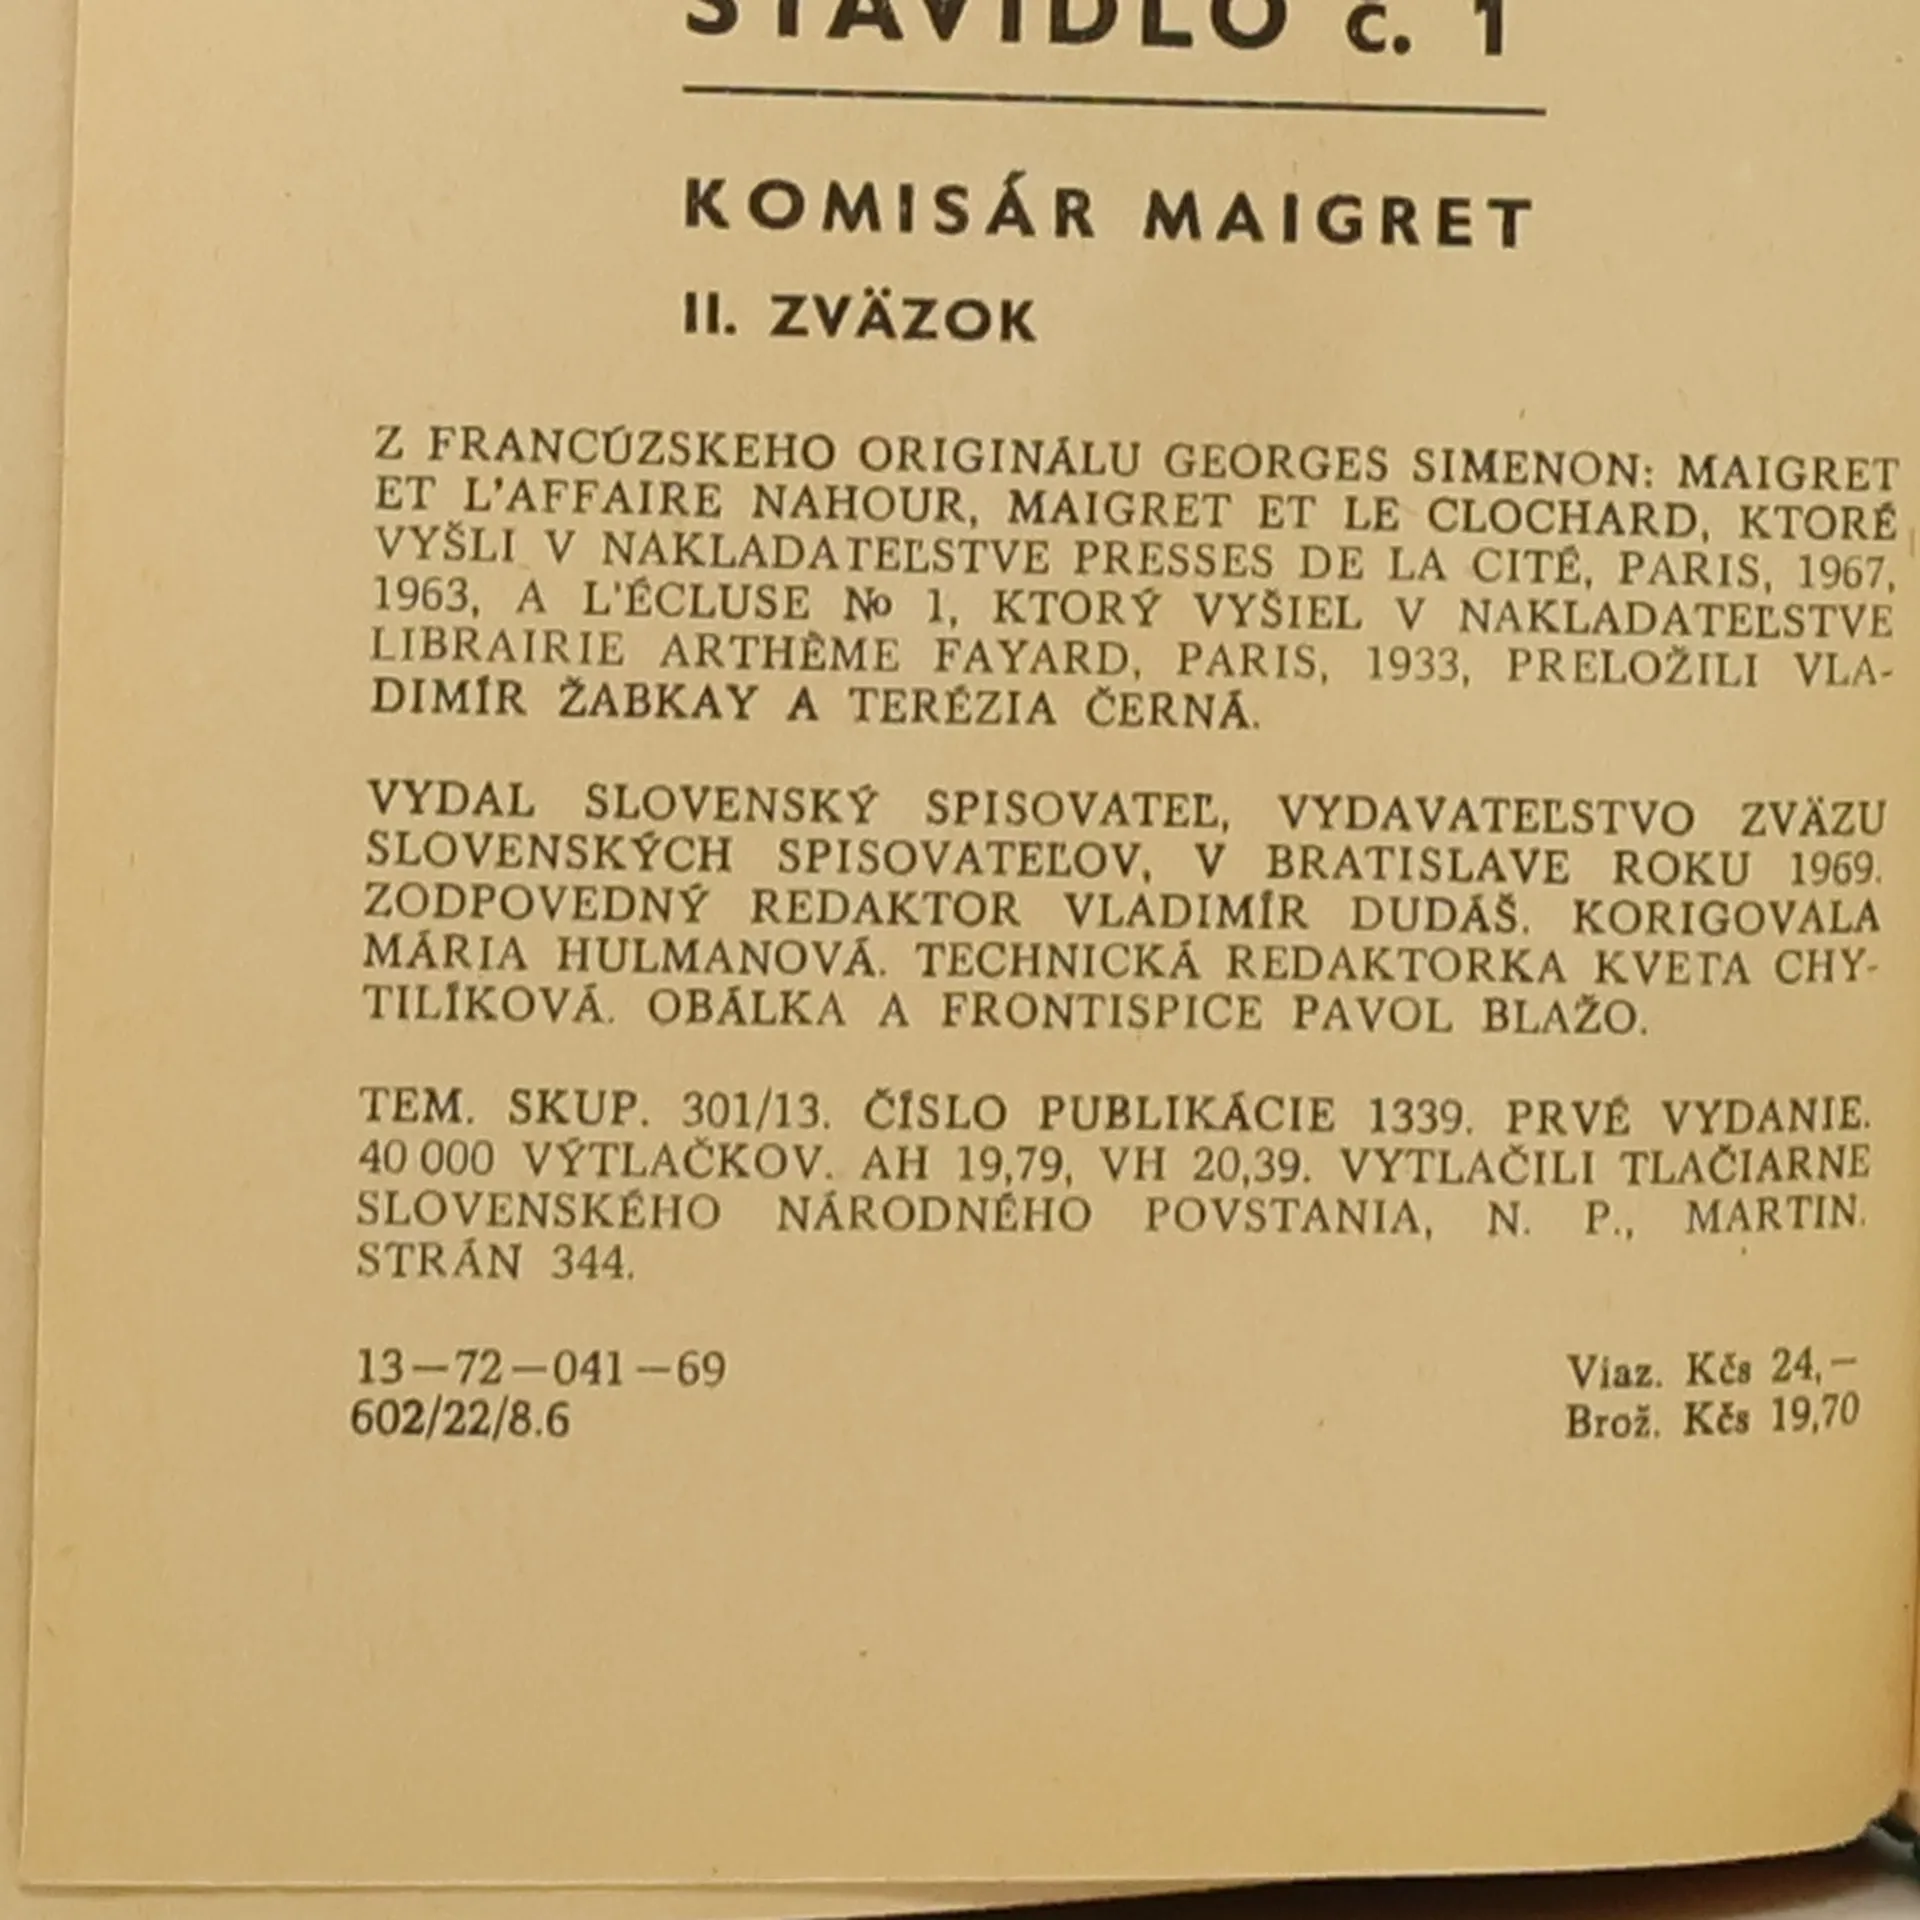 STAVIDLO č. 1
KOMISÁR MAIGRET
II. ZVÄZOK
Z FRANCÚZSKEHO ORIGINÁLU GEORGES SIMENON: MAIGRET
ET L'AFFAIRE NAHOUR, MAIGRET ET LE CLOCHARD, KTORÉ
VYŠLI V NAKLADATEĽSTVE PRESSES DE LA CITÉ, PARIS, 1967,
1963, A L'ÉCLUSE No 1, KTORÝ VYŠIEL V NAKLADATEĽSTVE
LIBRAIRIE ARTHÈME FAYARD, PARIS, 1933, PRELOŽILI VLA-
DIMÍR ŽABKAY A TERÉZIA ČERNÁ.
VYDAL SLOVENSKÝ SPISOVATEĽ, VYDAVATEĽSTVO ZVÄZU
SLOVENSKÝCH SPISOVATEĽOV, V BRATISLAVE ROKU 1969.
ZODPOVEDNÝ REDAKTOR VLADIMÍR DUDÁŠ. KORIGOVALA
MÁRIA HULMANOVÁ. TECHNICKÁ REDAKTORKA KVETA CHY-
TILÍKOVÁ. OBÁLKA A FRONTISPICE PAVOL BLAŽO.
TEM. SKUP. 301/13. ČÍSLO PUBLIKÁCIE 1339. PRVÉ VYDANIE.
40 000 VÝTLAČKOV. AH 19,79, VH 20,39. VYTLAČILI TLAČIARNE
SLOVENSKÉHO NÁRODNÉHO POVSTANIA, N. P., MARTIN.
STRÁN 344.
13—72—041—69
602/22/8.6
Viaz. Kčs 24,—
Brož. Kčs 19,70